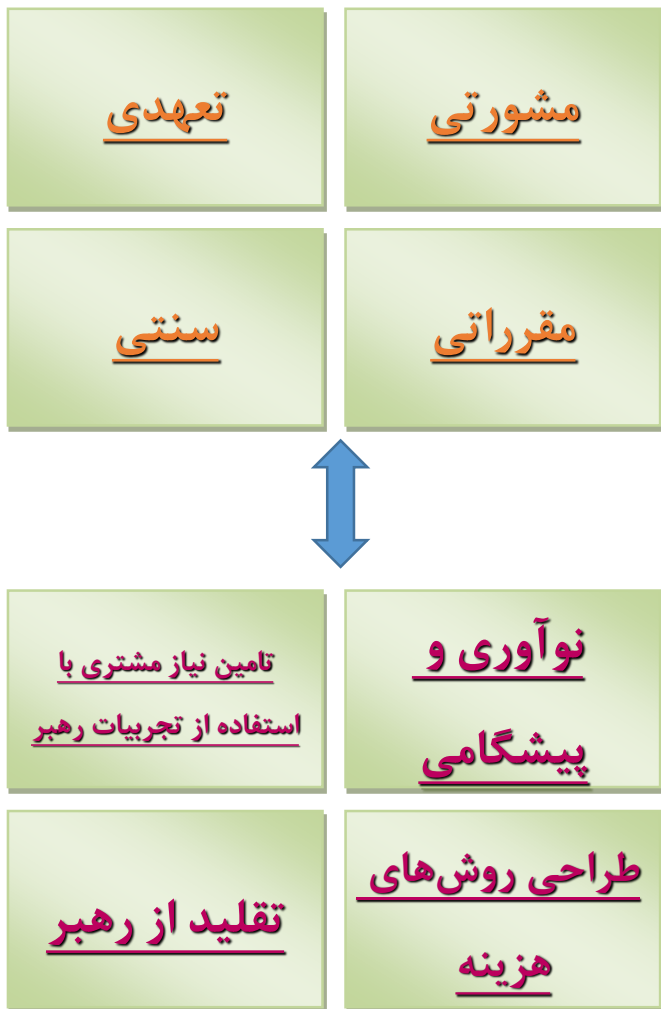 مشورتی
تعهدی
مقرراتی
سنتی
نوآوری و
پیشگامی
تامین نیاز مشتری با
استفاده از تجربیات رهبر
طراحی روش‌های
هزینه
تقلید از رهبر